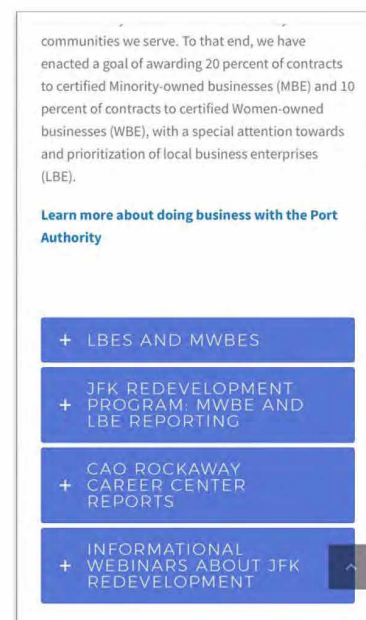 communities we serve. To that end, we have
enacted a goal of awarding 20 percent of contracts
to certified Minority-owned businesses (MBE) and 10
percent of contracts to certified Women-owned
businesses (WBE), with a special attention towards
and prioritization of local business enterprises
(LBE).
Learn more about doing business with the Port
Authority
+ LBES AND MWBES
JFK REDEVELOPMENT
+ PROGRAM: MWBE AND
LBE REPORTING
CAO ROCKAWAY
+ CAREER CENTER
REPORTS
INFORMATIONAL
+ WEBINARS ABOUT JFK
REDEVELOPMENT